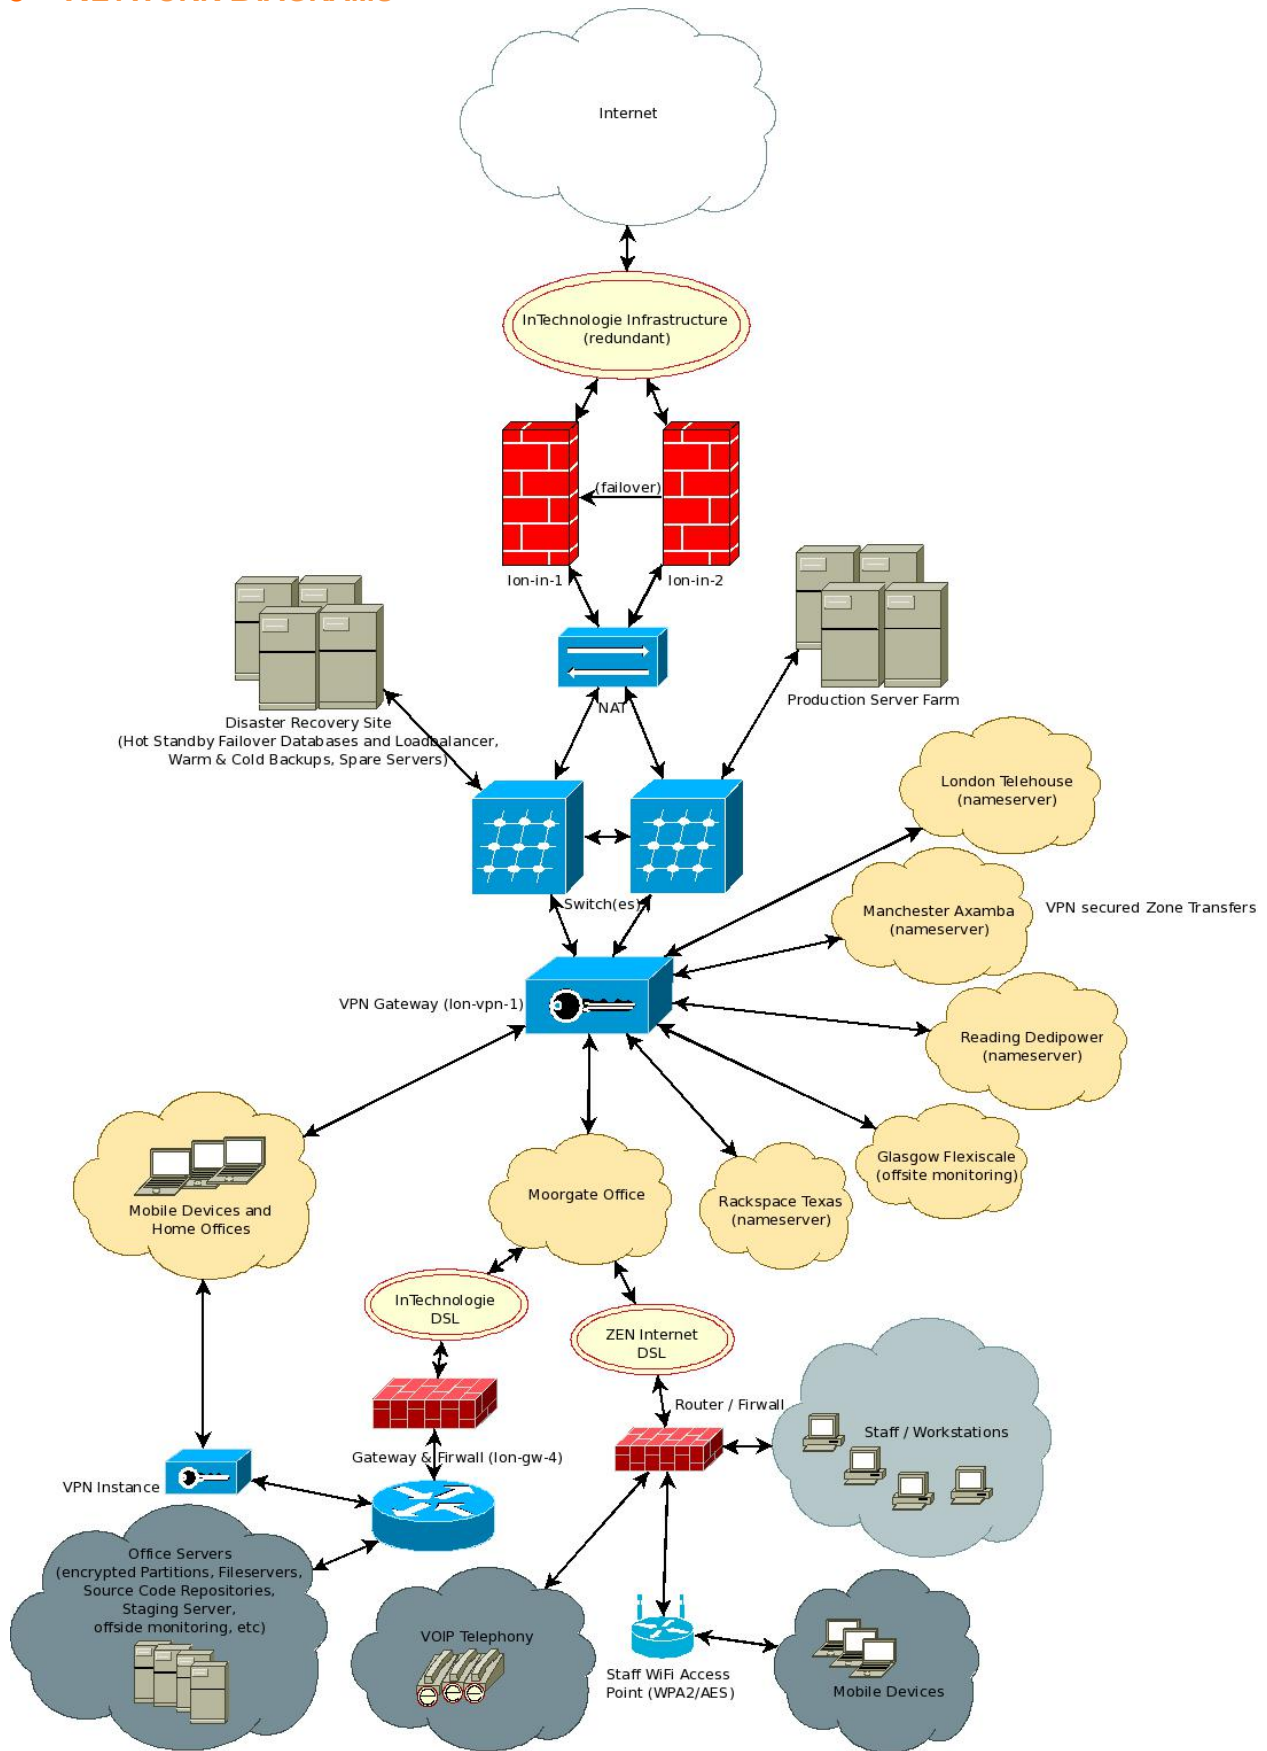 Internet
InTechnologie Infrastructure
(redundant)
(failover)
lon-in-1
lon-in-2
NAT
Production Server Farm
Disaster Recovery Site
(Hot Standby Failover Databases and Loadbalancer,
Warm & Cold Backups, Spare Servers)
London Telehouse
(nameserver)
Switch(es)
Manchester Axamba
(nameserver)
VPN secured Zone Transfers
VPN Gateway (lon-vpn-1)
Reading Dedipower
(nameserver)
Glasgow Flexiscale
(offsite monitoring)
Mobile Devices and
Home Offices
Moorgate Office
Rackspace Texas
(nameserver)
InTechnologie
DSL
ZEN Internet
DSL
Router / Firwall
Staff / Workstations
Gateway & Firwall (lon-gw-4)
VPN Instance
Office Servers
(encrypted Partitions, Fileservers,
Source Code Repositories,
Staging Server,
offside monitoring, etc)
VOIP Telephony
Staff WiFi Access
Point (WPA2/AES)
Mobile Devices